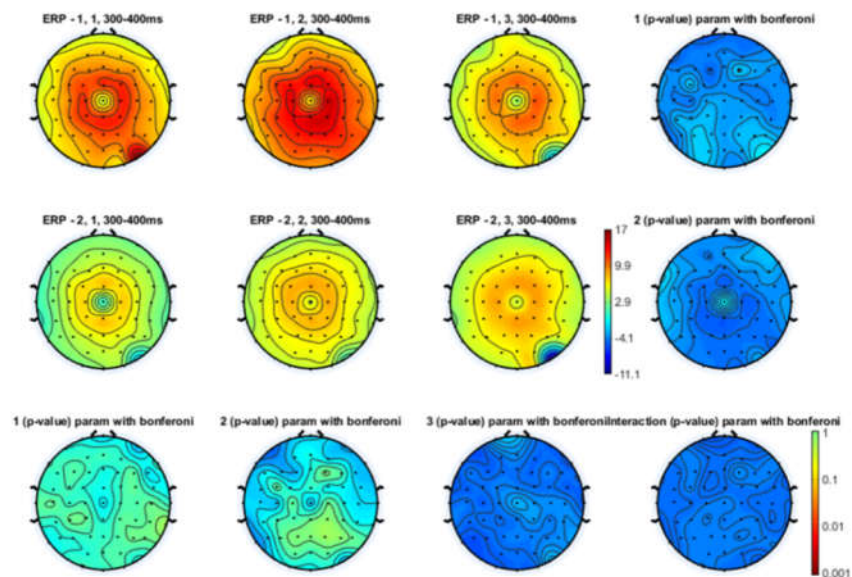 ERP - 1, 1, 300-400ms
ERP - 1, 2, 300-400ms
ERP - 1, 3, 300-400ms
1 (p-value) param with bonferoni
ERP - 2, 1, 300-400ms
ERP - 2, 2, 300-400ms
ERP - 2, 3, 300-400ms
2 (p-value) param with bonferoni
17
9.9
2.9
-4.1
-11.1
1 (p-value) param with bonferoni
2 (p-value) param with bonferoni
3 (p-value) param with bonferoni
Interaction (p-value) param with bonferoni
1
0.1
0.01
0.001